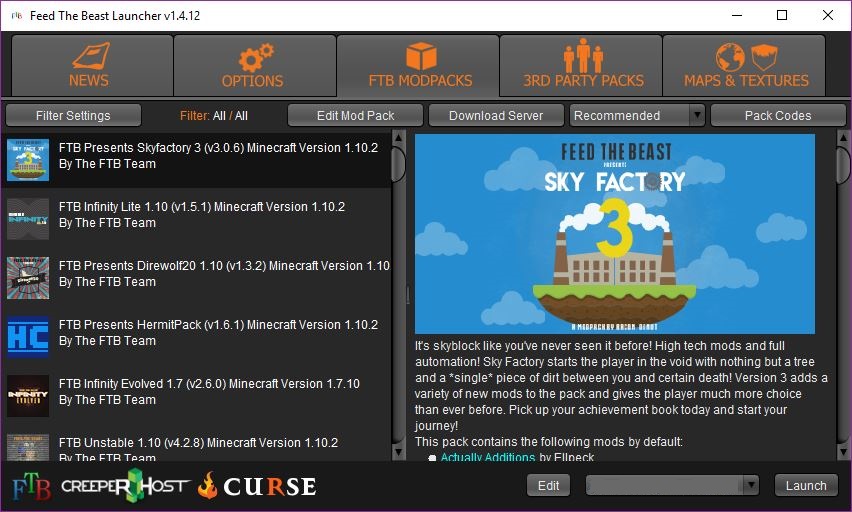 Feed The Beast Launcher v1.4.12
NEWS
OPTIONS
FTB MODPACKS
3RD PARTY PACKS
MAPS & TEXTURES
Filter Settings
Filter: All / All
Edit Mod Pack
Download Server
Recommended
Pack Codes
FTB Presents Skyfactory 3 (v3.0.6) Minecraft Version 1.10.2
By The FTB Team
FTB Infinity Lite 1.10 (v1.5.1) Minecraft Version 1.10.2
By The FTB Team
FTB Presents Direwolf20 1.10 (v1.3.2) Minecraft Version 1.10
By The FTB Team
FTB Presents HermitPack (v1.6.1) Minecraft Version 1.10.2
By The FTB Team
HC
FTB Infinity Evolved 1.7 (v2.6.0) Minecraft Version 1.7.10
By The FTB Team
INFINITY
EVOLVED
FTB Unstable 1.10 (v4.2.8) Minecraft Version 1.10.2
By The FTB Team
FEED THE BEAST
PRESENTS
SKY FACTORY
3
It's skyblock like you've never seen it before! High tech mods and full
automation! Sky Factory starts the player in the void with nothing but a tree
and a *single* piece of dirt between you and certain death! Version 3 adds a
variety of new mods to the pack and gives the player much more choice
than ever before. Pick up your achievement book today and start your
journey!
This pack contains the following mods by default:
Actually Additions by Ellpeck
FTB
CREEPERHOST
CURSE
Edit
Launch